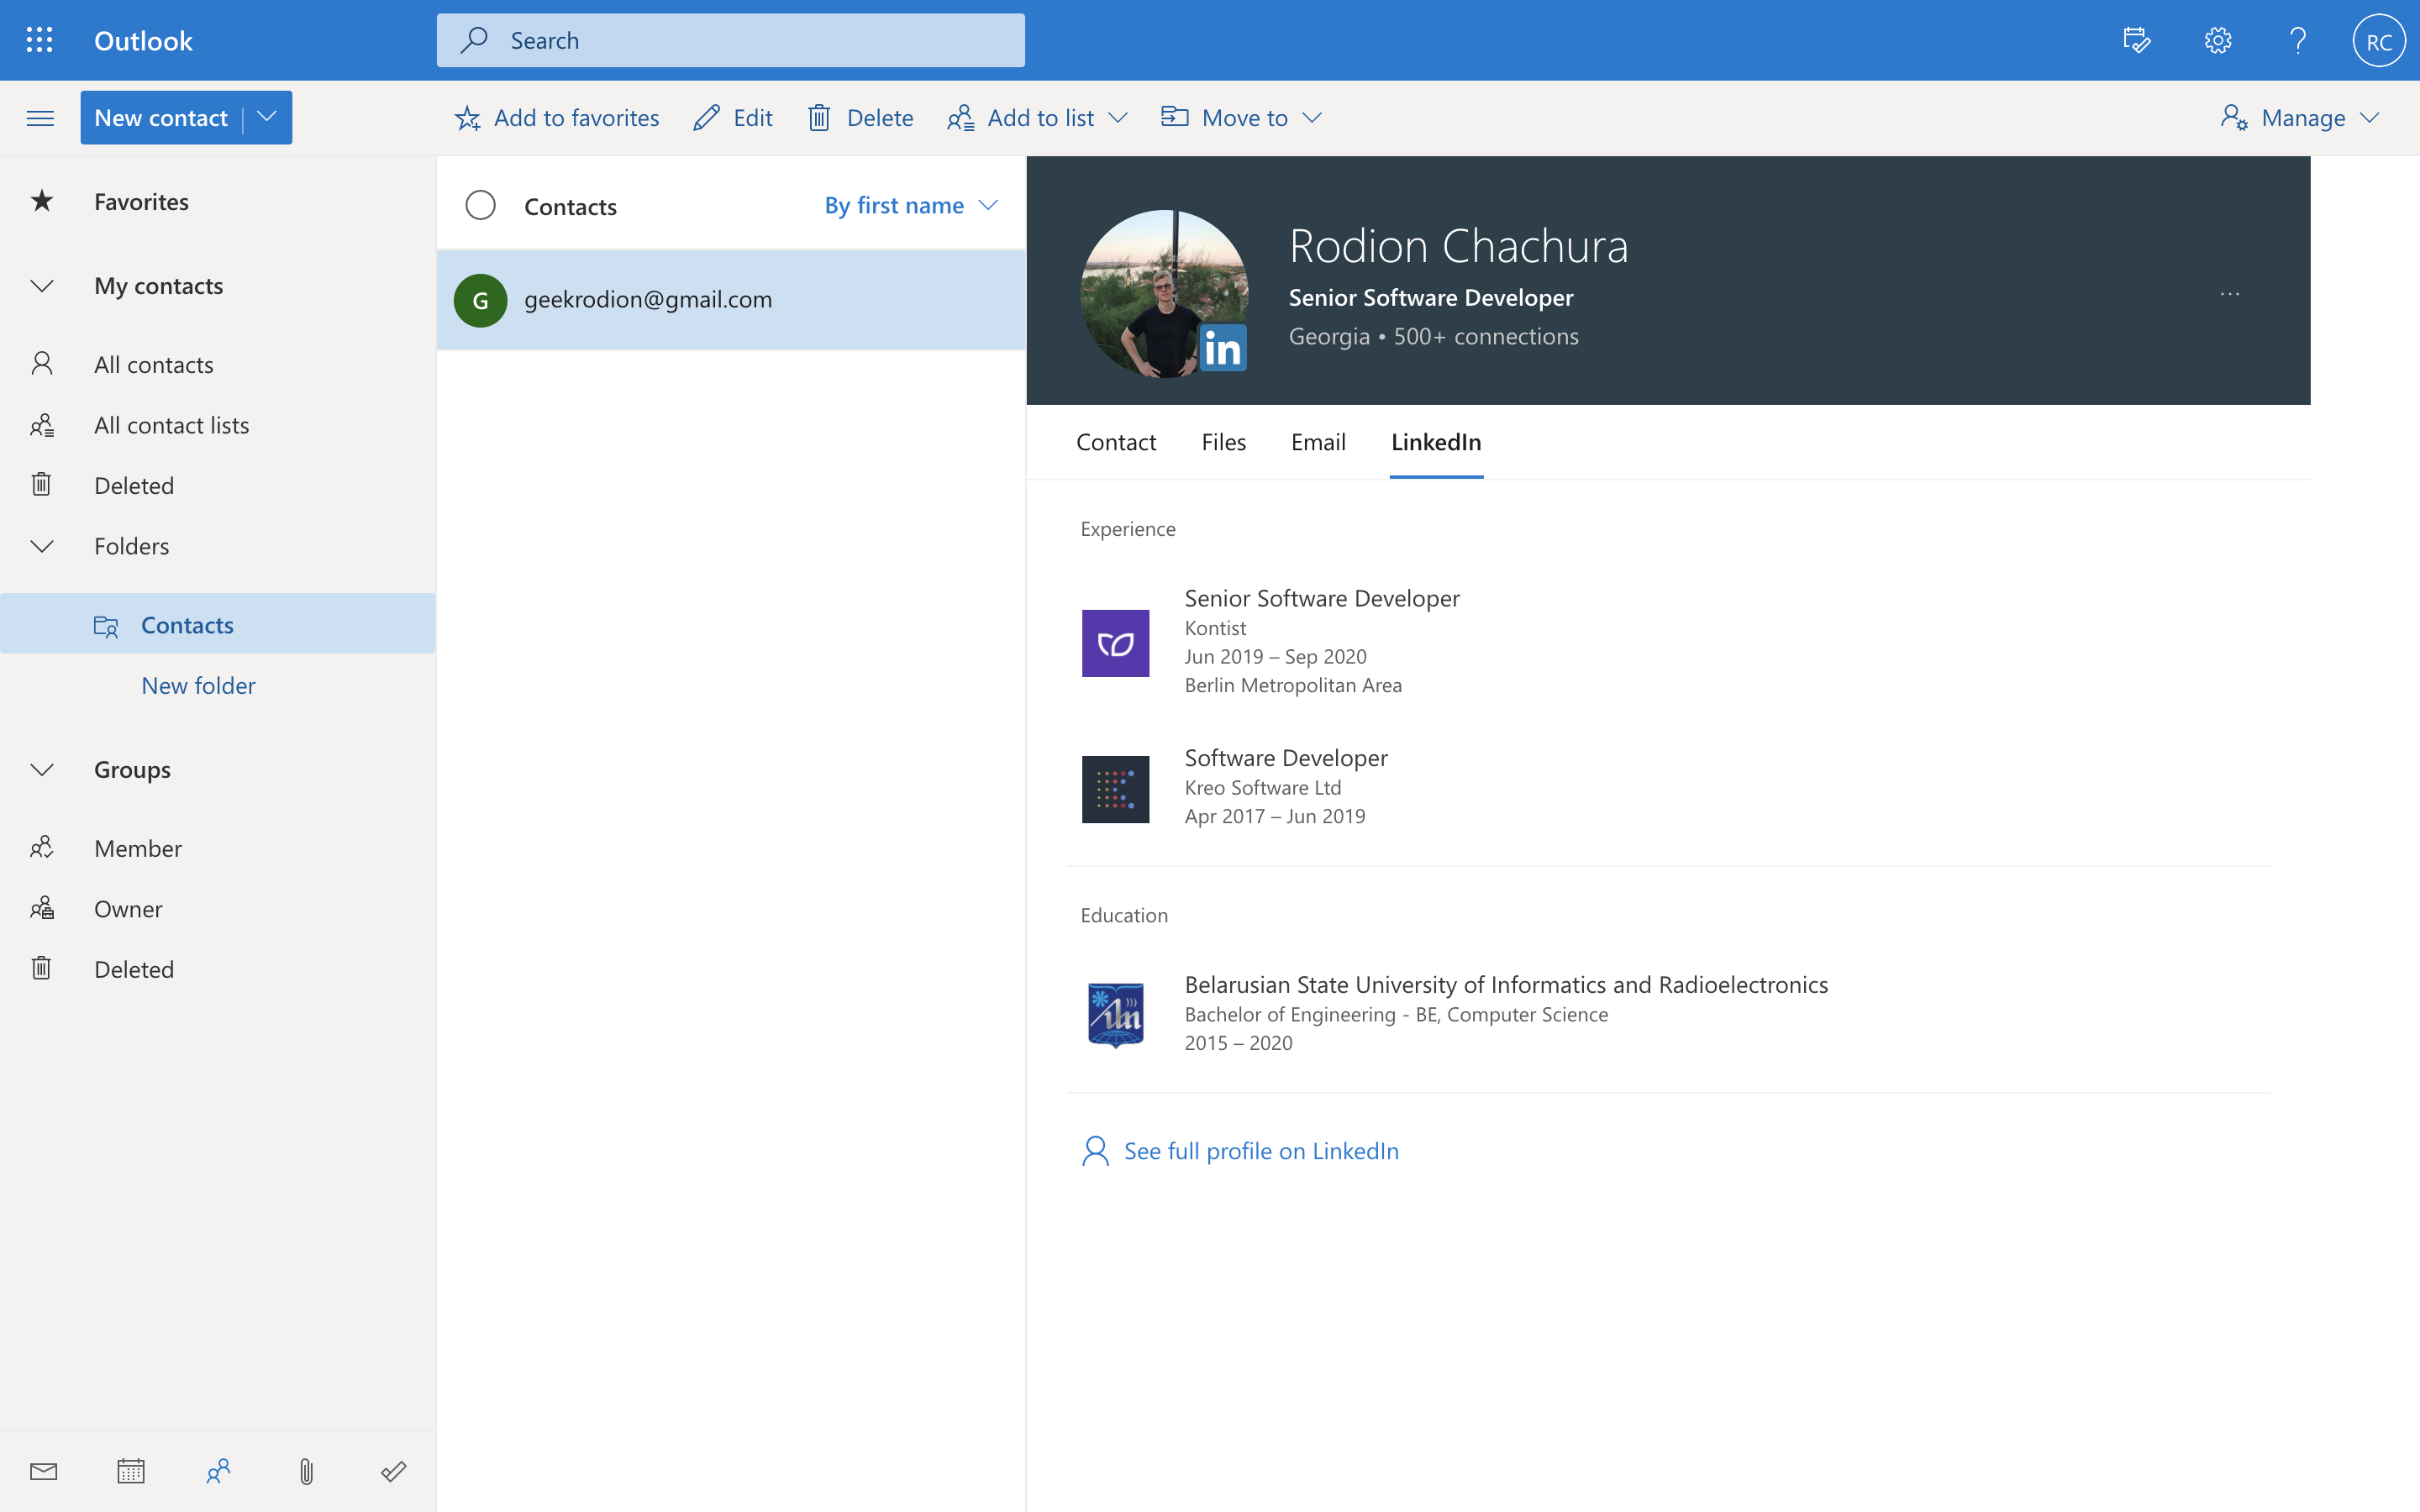 Outlook
Search
RC
New contact
Add to favorites
Edit
Delete
Add to list
Move to
Manage
Favorites
My contacts
All contacts
All contact lists
Deleted
Folders
Contacts
New folder
Groups
Member
Owner
Deleted
Contacts
By first name
G
geekrodion@gmail.com
in
Rodion Chachura
Senior Software Developer
Georgia • 500+ connections
...
Contact
Files
Email
LinkedIn
Experience
Senior Software Developer
Kontist
Jun 2019 – Sep 2020
Berlin Metropolitan Area
Software Developer
Kreo Software Ltd
Apr 2017 – Jun 2019
Education
Belarusian State University of Informatics and Radioelectronics
Bachelor of Engineering - BE, Computer Science
2015 – 2020
See full profile on LinkedIn